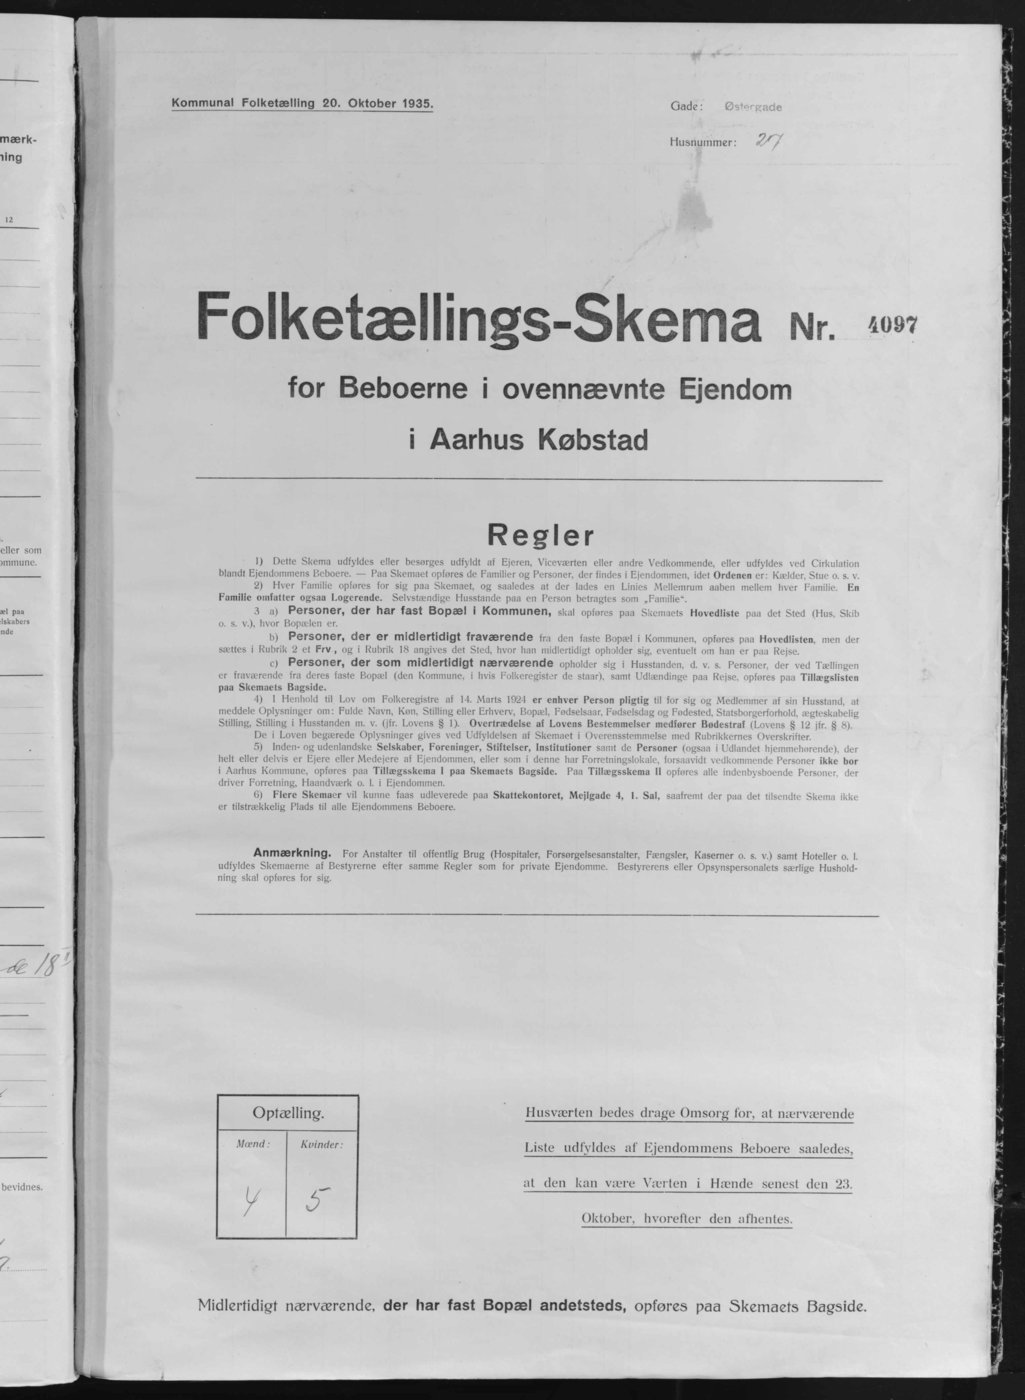 Kommunal Folketælling 20. Oktober 1935.
Gade: Østergade
Husnummer:
Folketællings-Skema Nr. 4097
for Beboerne i ovennævnte Ejendom
i Aarhus Købstad
Regler
1) Dette Skema udfyldes eller besørges udfyldt af Ejeren, Viceværten eller andre Vedkommende, eller udfyldes ved Cirkulation
blandt Ejendommens Beboere. — Paa Skemaet opføres de Familier og Personer, der findes i Ejendommen, idet Ordenen er: Kælder, Stue o. s. v.
2) Hver Familie opføres for sig paa Skemaet, og saaledes at der lades en Linies Mellemrum aaben mellem hver Familie. En
Familie omfatter ogsaa Logerende. Selvstændige Husstande paa en Person betragtes som „Familie“.
3 a) Personer, der har fast Bopæl i Kommunen, skal opføres paa Skemaets Hovedliste paa det Sted (Hus, Skib
o. s. v.), hvor Bopælen er.
b) Personer, der er midlertidigt fraværende fra den faste Bopæl i Kommunen, opføres paa Hovedlisten, men der
sættes i Rubrik 2 et Frv., og i Rubrik 18 angives det Sted, hvor han midlertidigt opholder sig, eventuelt om han er paa Rejse.
c) Personer, der som midlertidigt nærværende opholder sig i Husstanden, d. v. s. Personer, der ved Tællingen
er fraværende fra deres faste Bopæl (den Kommune, i hvis Folkeregister de staar), samt Udlændinge paa Rejse, opføres paa Tillægslisten
paa Skemaets Bagside.
4) I Henhold til Lov om Folkeregistre af 14. Marts 1924 er enhver Person pligtig til for sig og Medlemmer af sin Husstand, at
meddele Oplysninger om: Fulde Navn, Køn, Stilling eller Erhverv, Bopæl, Fødselsaar, Fødselsdag og Fødested, Statsborgerforhold, ægteskabelig
Stilling, Stilling i Husstanden m. v. (jfr. Lovens § 1). Overtrædelse af Lovens Bestemmelser medfører Bødestraf (Lovens § 12 jfr. § 8).
De i Loven begærede Oplysninger gives ved Udfyldelsen af Skemaet i Overensstemmelse med Rubrikkernes Overskrifter.
5) Inden- og udenlandske Selskaber, Foreninger, Stiftelser, Institutioner samt de Personer (ogsaa i Udlandet hjemmehørende), der
helt eller delvis er Ejere eller Medejere af Ejendommen, eller som i denne har Forretningslokale, forsaavidt vedkommende Personer ikke bor
i Aarhus Kommune, opføres paa Tillægsskema I paa Skemaets Bagside. Paa Tillægsskema II opføres alle indenbysboende Personer, der
driver Forretning, Haandværk o. l. i Ejendommen.
6) Flere Skemaer vil kunne faas udleverede paa Skattekontoret, Mejlgade 4, 1. Sal, saafremt der paa det tilsendte Skema ikke
er tilstrækkelig Plads til alle Ejendommens Beboere.
Anmærkning. For Anstalter til offentlig Brug (Hospitaler, Forsørgelsesanstalter, Fængsler, Kaserner o. s. v.) samt Hoteller o. l.
udfyldes Skemaerne af Bestyrerne efter samme Regler som for private Ejendomme. Bestyrerens eller Opsynspersonalets særlige Hushold-
ning skal opføres for sig.
Optælling.
Mænd: Kvinder:
4 5
Husværten bedes drage Omsorg for, at nærværende
Liste udfyldes af Ejendommens Beboere saaledes,
at den kan være Værten i Hænde senest den 23.
Oktober, hvorefter den afhentes.
Midlertidigt nærværende, der har fast Bopæl andetsteds, opføres paa Skemaets Bagside.
mærk-
ning
12
eller som
ommune.
æl paa
elskabers
nde
de 18
bevidnes.